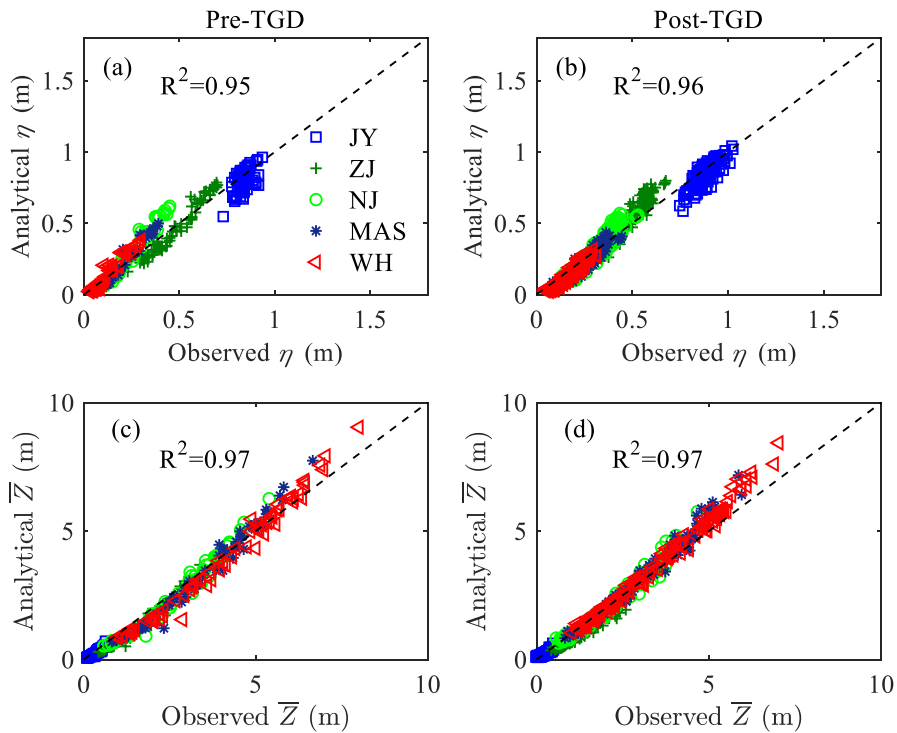 Pre-TGD
Post-TGD
(a)
R²=0.95
1.5
1
0.5
0
Analytical η (m)
JY
ZJ
NJ
MAS
WH
0 0.5 1 1.5
Observed η (m)
(b)
R²=0.96
1.5
1
0.5
0
Analytical η (m)
0 0.5 1 1.5
Observed η (m)
(c)
R²=0.97
10
5
0
Analytical Z̅ (m)
0 5 10
Observed Z̅ (m)
(d)
R²=0.97
10
5
0
Analytical Z̅ (m)
0 5 10
Observed Z̅ (m)